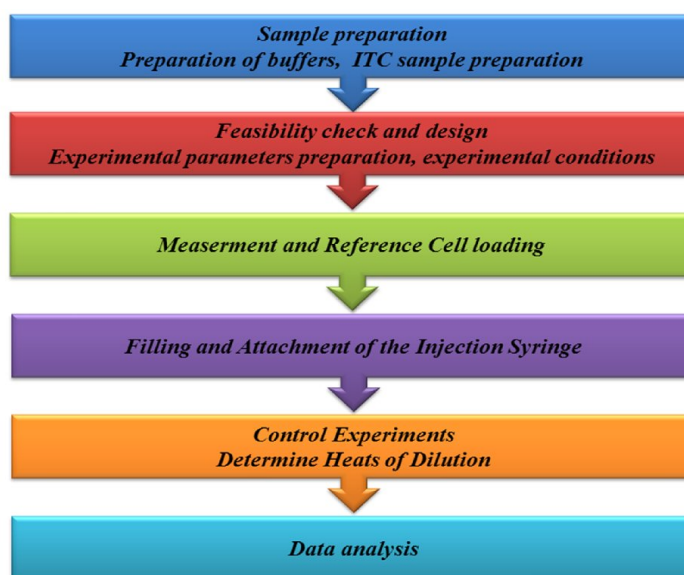 Sample preparation
Preparation of buffers, ITC sample preparation
Feasibility check and design
Experimental parameters preparation, experimental conditions
Measerment and Reference Cell loading
Filling and Attachment of the Injection Syringe
Control Experiments
Determine Heats of Dilution
Data analysis